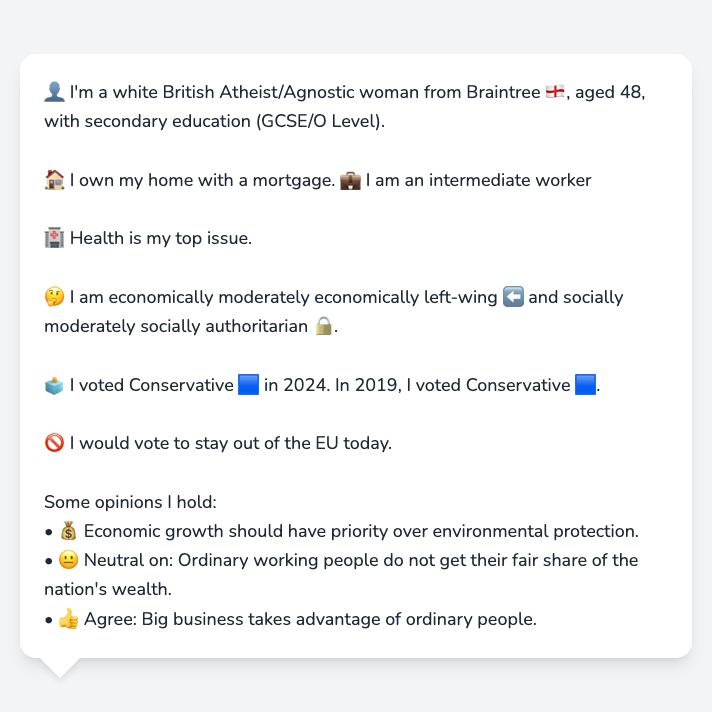 👤 I'm a white British Atheist/Agnostic woman from Braintree 🏴󠁧󠁢󠁥󠁮󠁧󠁿, aged 48,
with secondary education (GCSE/O Level).
🏠 I own my home with a mortgage. 💼 I am an intermediate worker
🏥 Health is my top issue.
🤔 I am economically moderately economically left-wing ⬅️ and socially
moderately socially authoritarian 🔒.
🗳️ I voted Conservative 🟦 in 2024. In 2019, I voted Conservative 🟦.
🚫 I would vote to stay out of the EU today.
Some opinions I hold:
• 💰 Economic growth should have priority over environmental protection.
• 😐 Neutral on: Ordinary working people do not get their fair share of the
nation's wealth.
• 👍 Agree: Big business takes advantage of ordinary people.